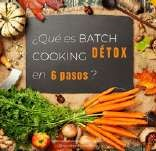 ¿Qué es BATCH
COOKING DÉTOX
en 6 pasos ?